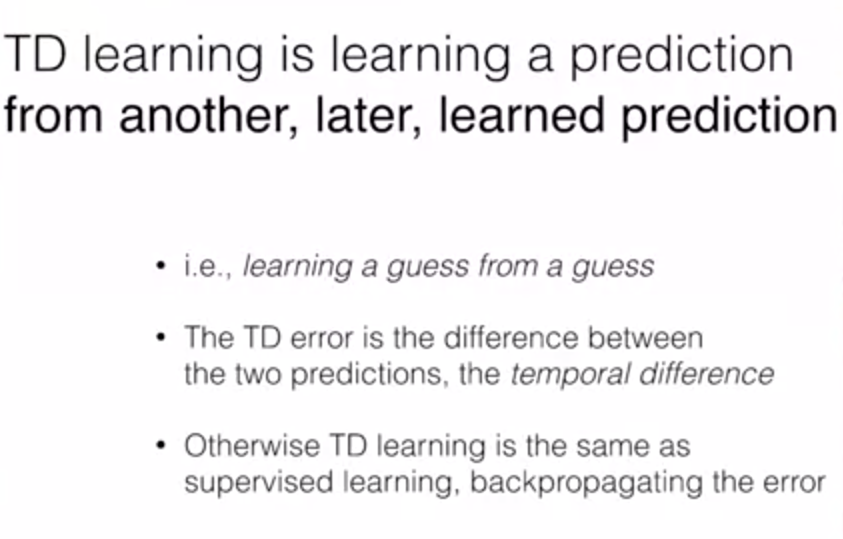 TD learning is learning a prediction
from another, later, learned prediction
• i.e., learning a guess from a guess
• The TD error is the difference between
the two predictions, the temporal difference
• Otherwise TD learning is the same as
supervised learning, backpropagating the error